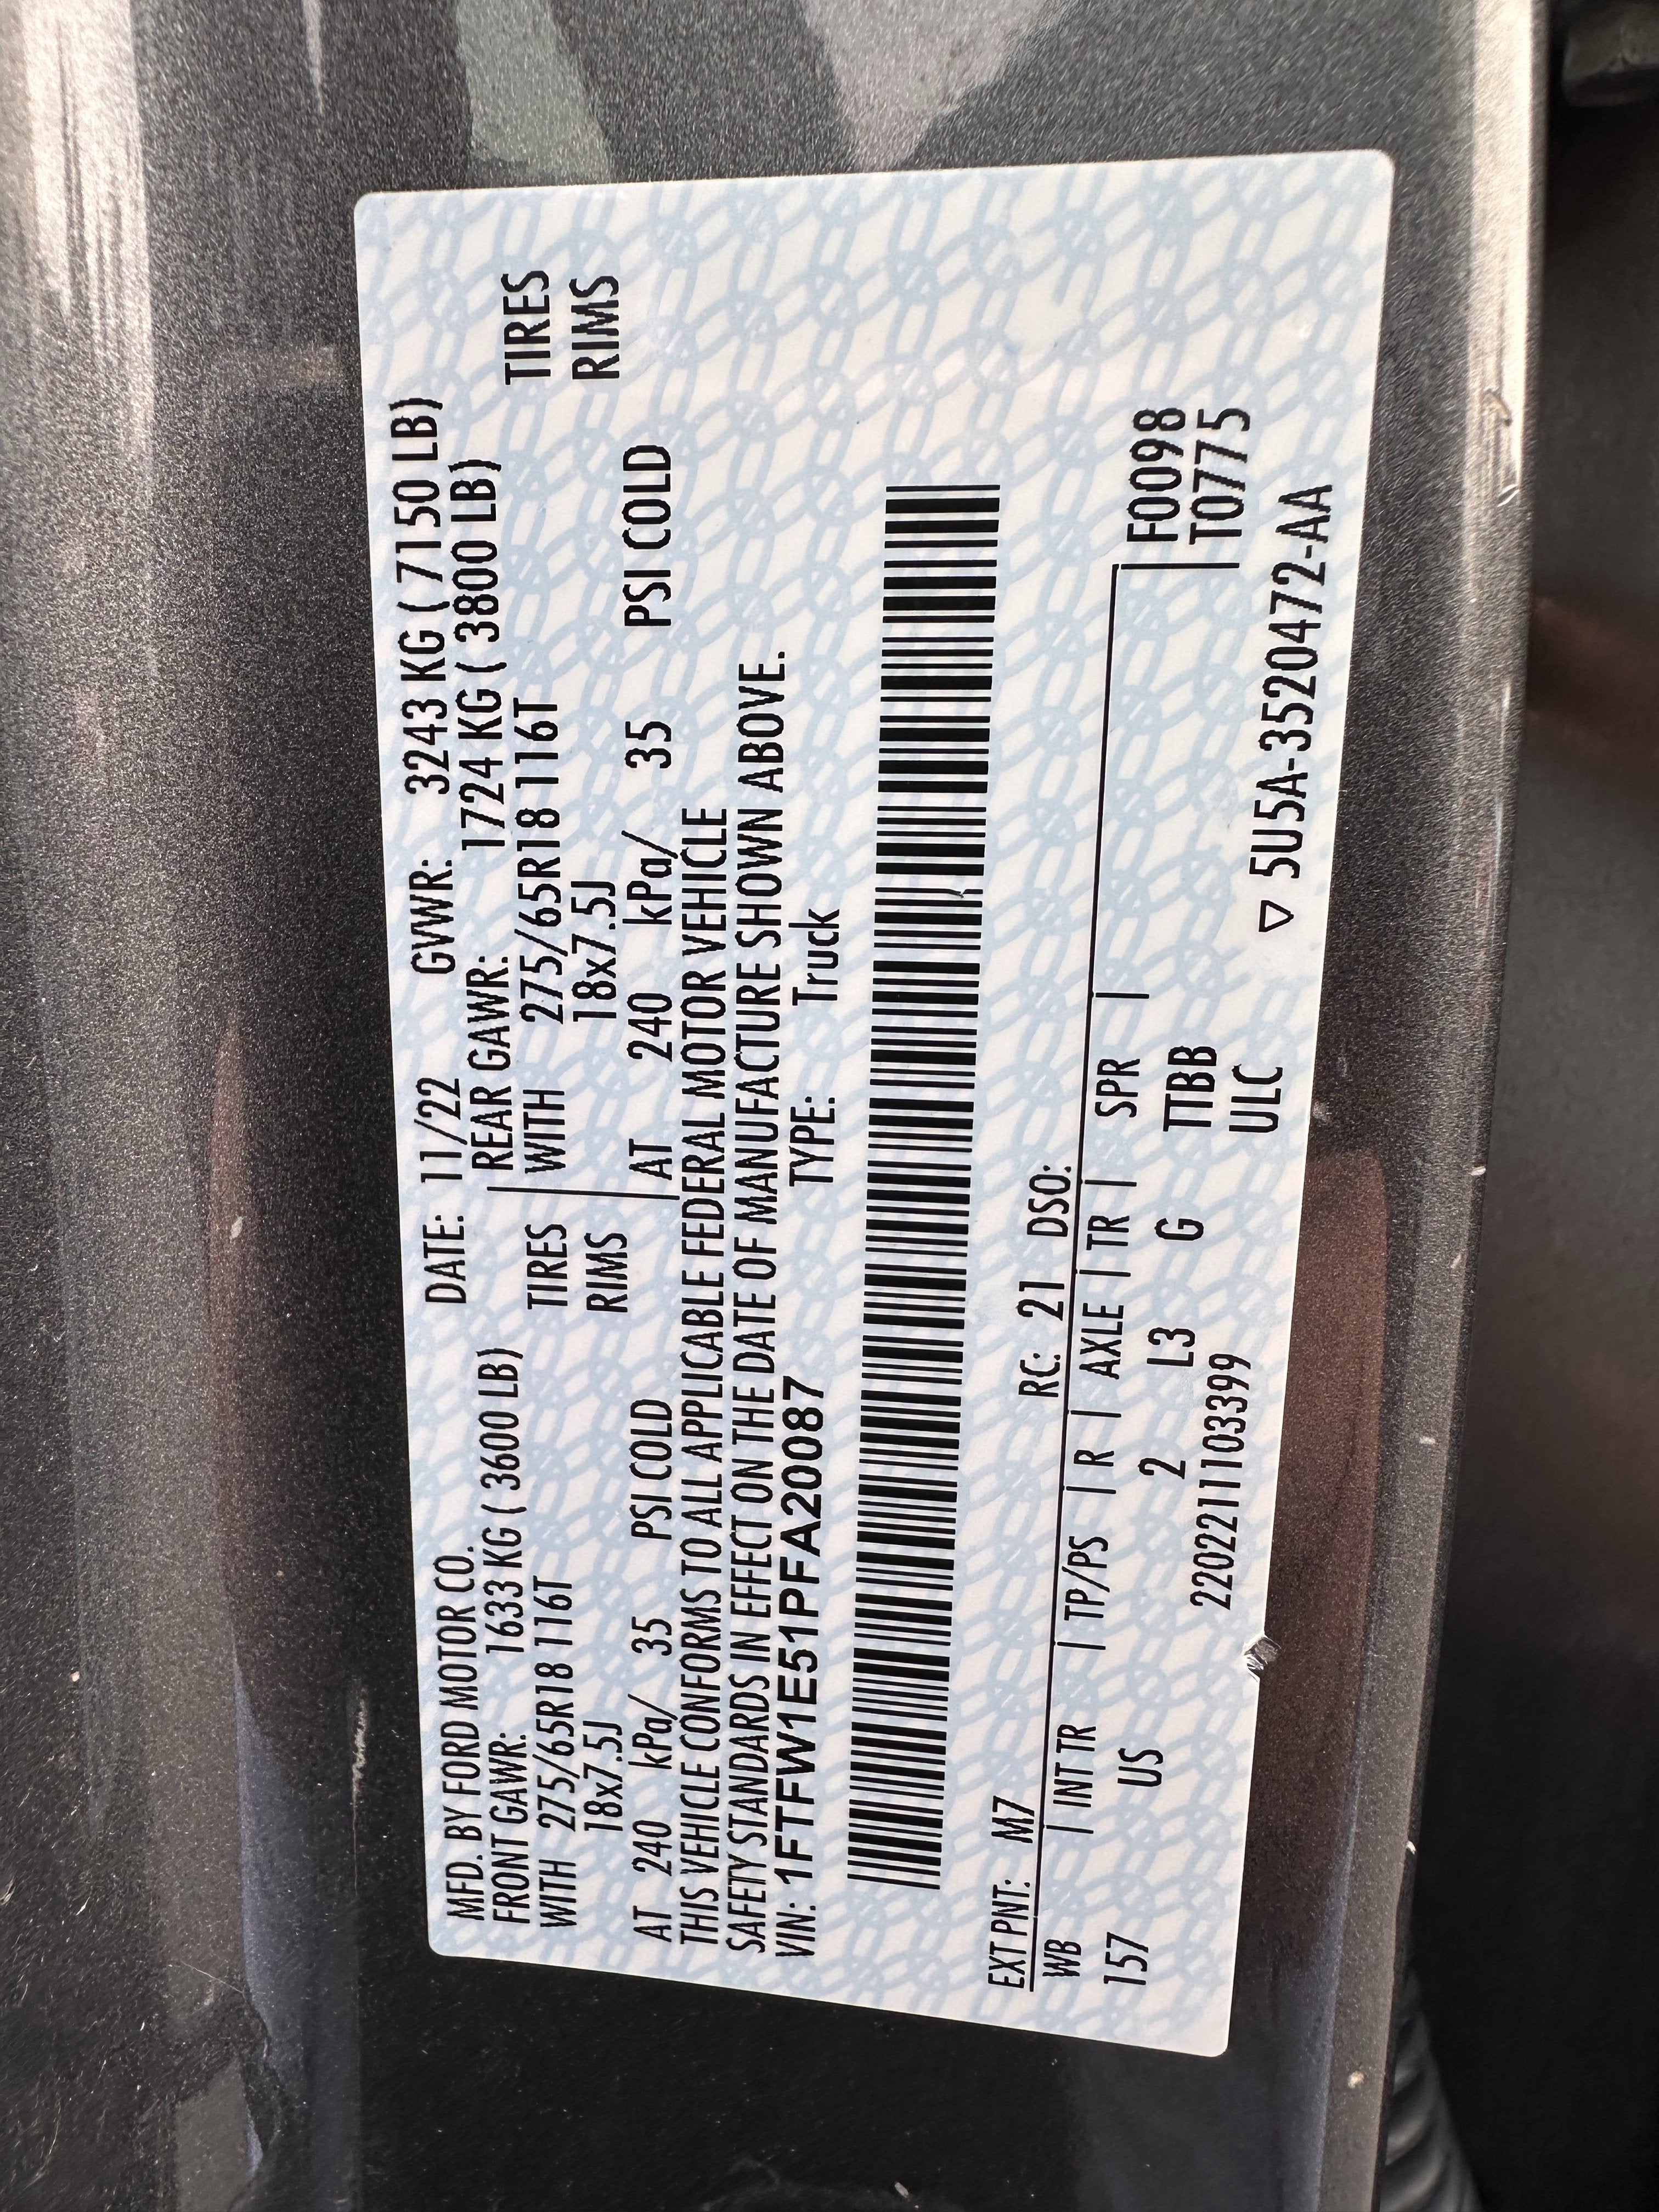 MFD. BY FORD MOTOR CO. DATE: 11/22 GVWR: 3243 KG ( 7150 LB)
FRONT GAWR: 1633 KG ( 3600 LB) REAR GAWR: 1724 KG ( 3800 LB)
WITH 275/65R18 116T TIRES WITH 275/65R18 116T TIRES
18x7.5J RIMS 18x7.5J RIMS
AT 240 kPa/ 35 PSI COLD AT 240 kPa/ 35 PSI COLD
THIS VEHICLE CONFORMS TO ALL APPLICABLE FEDERAL MOTOR VEHICLE
SAFETY STANDARDS IN EFFECT ON THE DATE OF MANUFACTURE SHOWN ABOVE.
VIN: 1FTFW1E51PFA20087 TYPE: Truck
EXT PNT: M7 RC: 21 DSO:
WB | INT TR | TP/PS | R | AXLE | TR | SPR | F0098
157 US 2 L3 G TTBB T0775
2202211103399 ULC
▽ 5U5A-3520472-AA